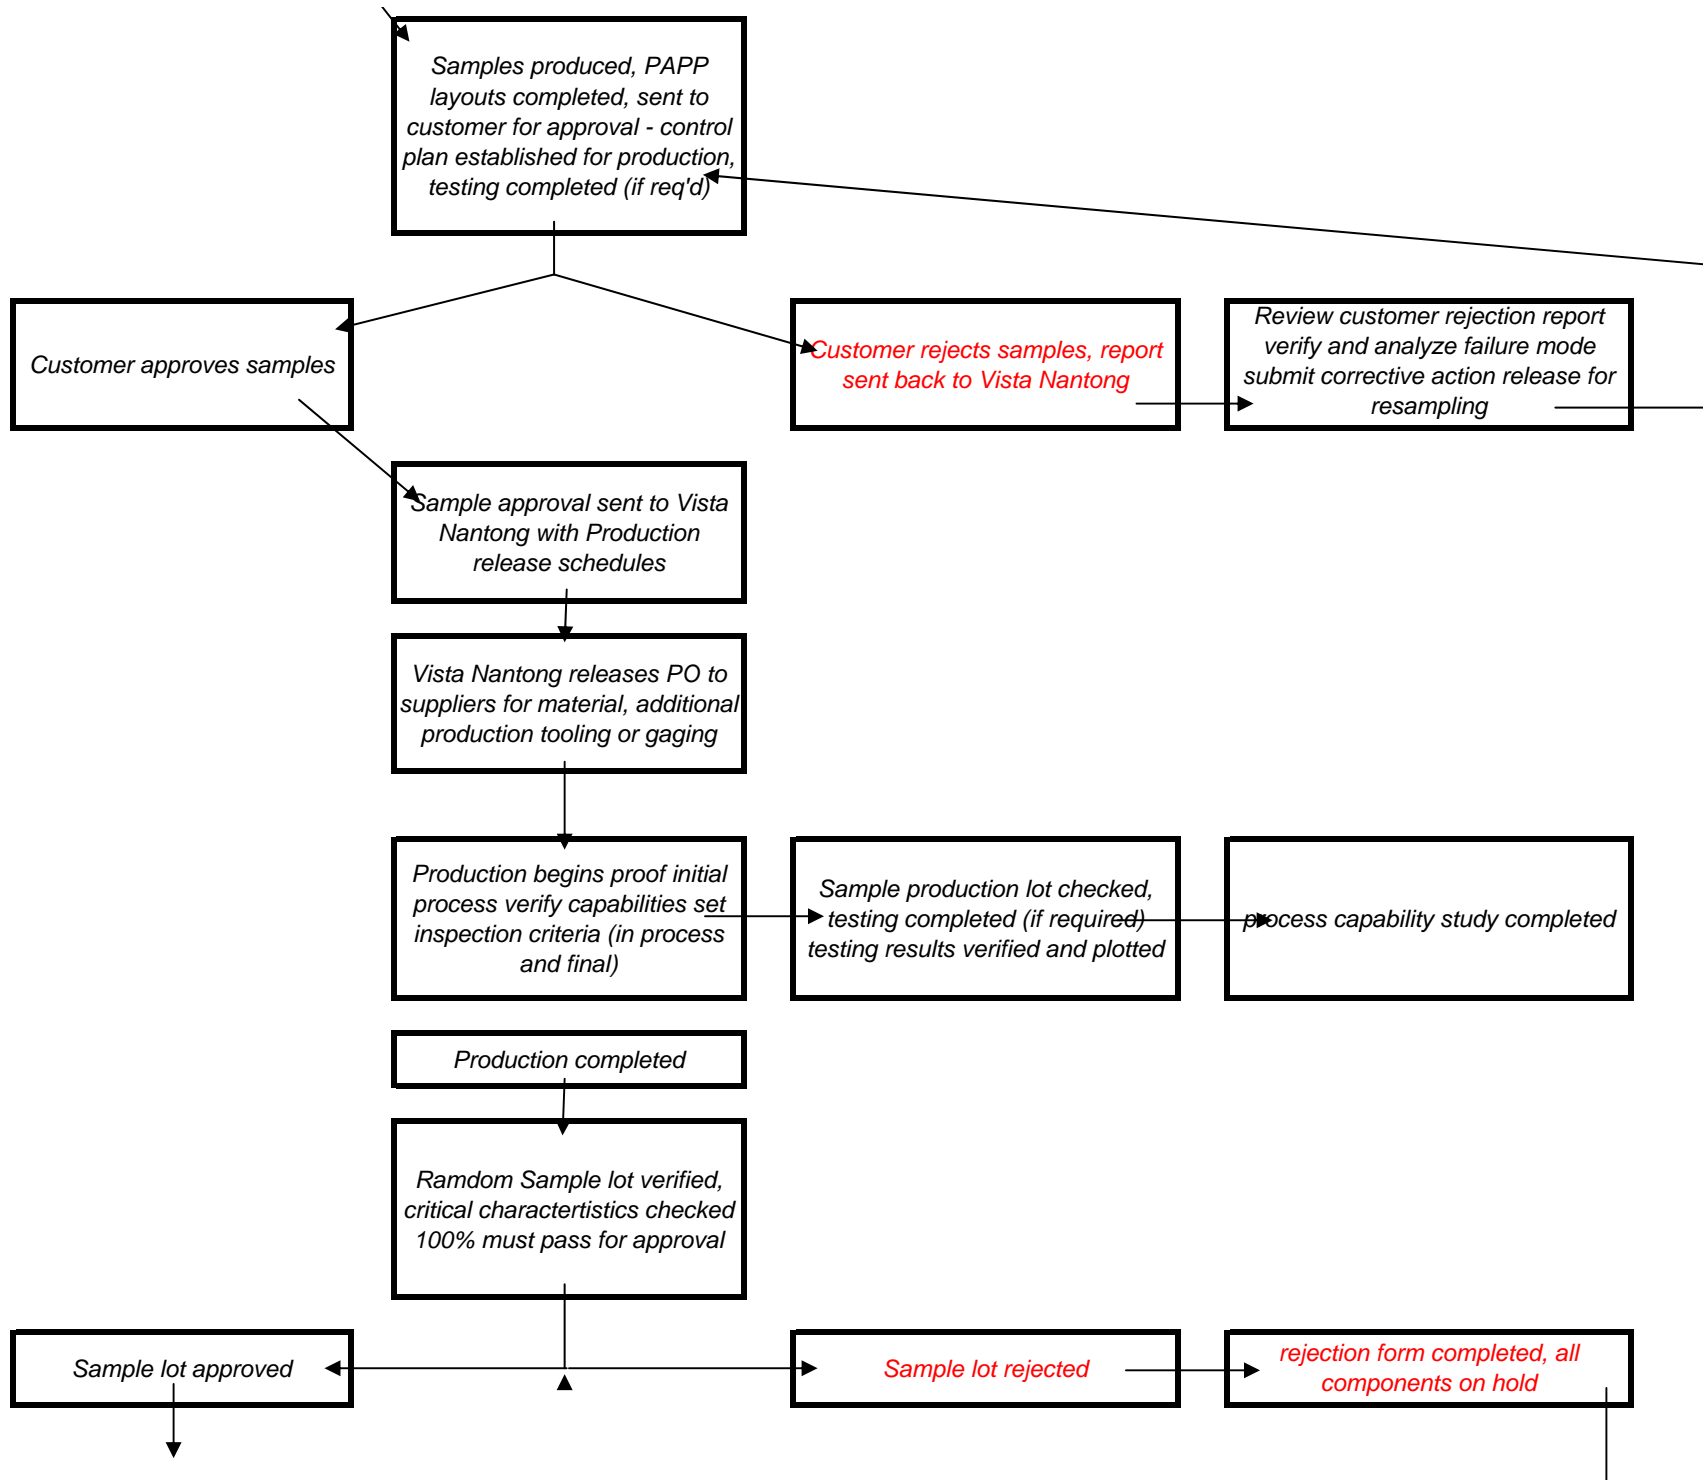 Samples produced, PAPP
layouts completed, sent to
customer for approval - control
plan established for production,
testing completed (if req'd)
Customer approves samples
Customer rejects samples, report
sent back to Vista Nantong
Review customer rejection report
verify and analyze failure mode
submit corrective action release for
resampling
Sample approval sent to Vista
Nantong with Production
release schedules
Vista Nantong releases PO to
suppliers for material, additional
production tooling or gaging
Production begins proof initial
process verify capabilities set
inspection criteria (in process
and final)
Sample production lot checked,
testing completed (if required)
testing results verified and plotted
process capability study completed
Production completed
Ramdom Sample lot verified,
critical charactertistics checked
100% must pass for approval
Sample lot approved
Sample lot rejected
rejection form completed, all
components on hold